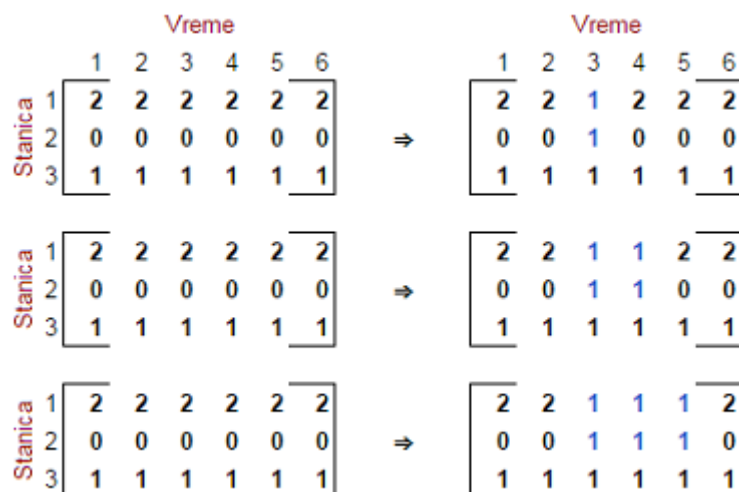 Vreme Vreme
1 2 3 4 5 6 1 2 3 4 5 6
Stanica
1 2 2 2 2 2 2 2 2 1 2 2 2
2 0 0 0 0 0 0 ⇒ 0 0 1 0 0 0
3 1 1 1 1 1 1 1 1 1 1 1 1
Stanica
1 2 2 2 2 2 2 2 2 1 1 2 2
2 0 0 0 0 0 0 ⇒ 0 0 1 1 0 0
3 1 1 1 1 1 1 1 1 1 1 1 1
Stanica
1 2 2 2 2 2 2 2 2 1 1 1 2
2 0 0 0 0 0 0 ⇒ 0 0 1 1 1 0
3 1 1 1 1 1 1 1 1 1 1 1 1